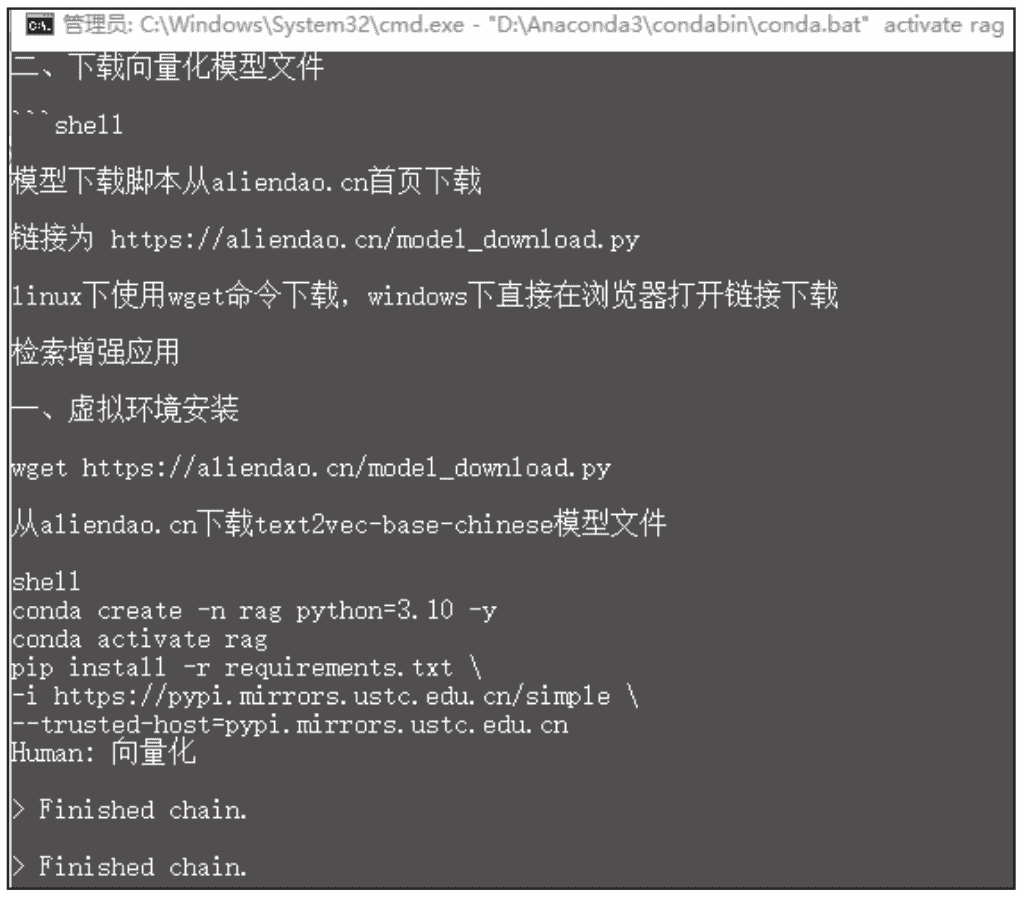 管理员: C:\Windows\System32\cmd.exe - "D:\Anaconda3\condabin\conda.bat" activate rag
二、下载向量化模型文件
```shell
模型下载脚本从aliendao.cn首页下载
链接为 https://aliendao.cn/model_download.py
linux下使用wget命令下载，windows下直接在浏览器打开链接下载
检索增强应用
一、虚拟环境安装
wget https://aliendao.cn/model_download.py
从aliendao.cn下载text2vec-base-chinese模型文件
shell
conda create -n rag python=3.10 -y
conda activate rag
pip install -r requirements.txt \
-i https://pypi.mirrors.ustc.edu.cn/simple \
--trusted-host=pypi.mirrors.ustc.edu.cn
Human: 向量化
> Finished chain.
> Finished chain.